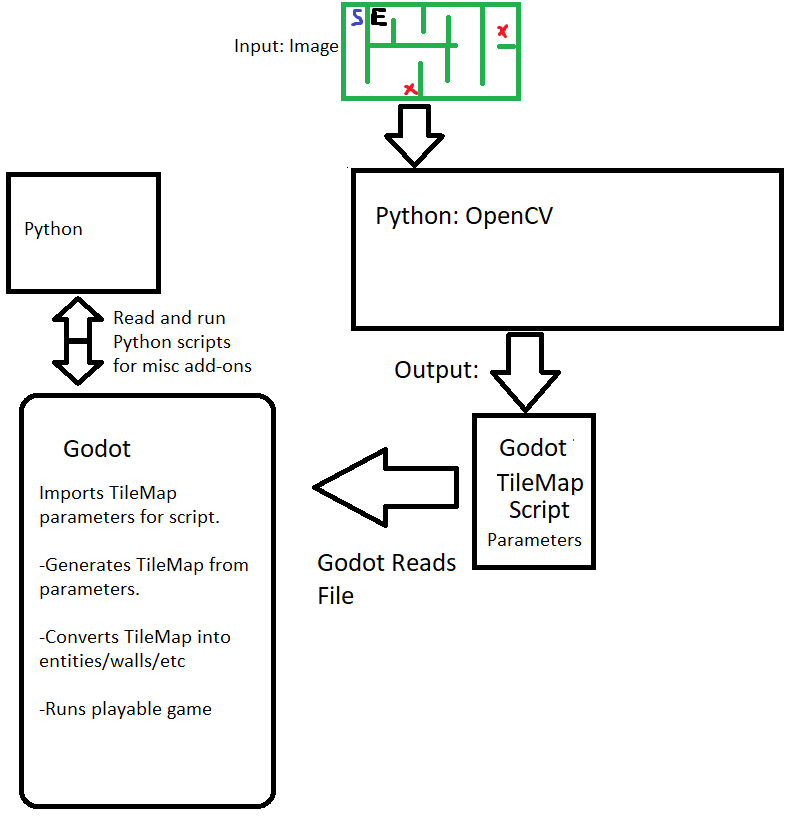 S E
x
Input: Image
x
Python: OpenCV
Python
Read and run
Python scripts
for misc add-ons
Output:
Godot
TileMap
Script
Parameters
Godot Reads
File
Godot
Imports TileMap
parameters for script.
-Generates TileMap from
parameters.
-Converts TileMap into
entities/walls/etc
-Runs playable game